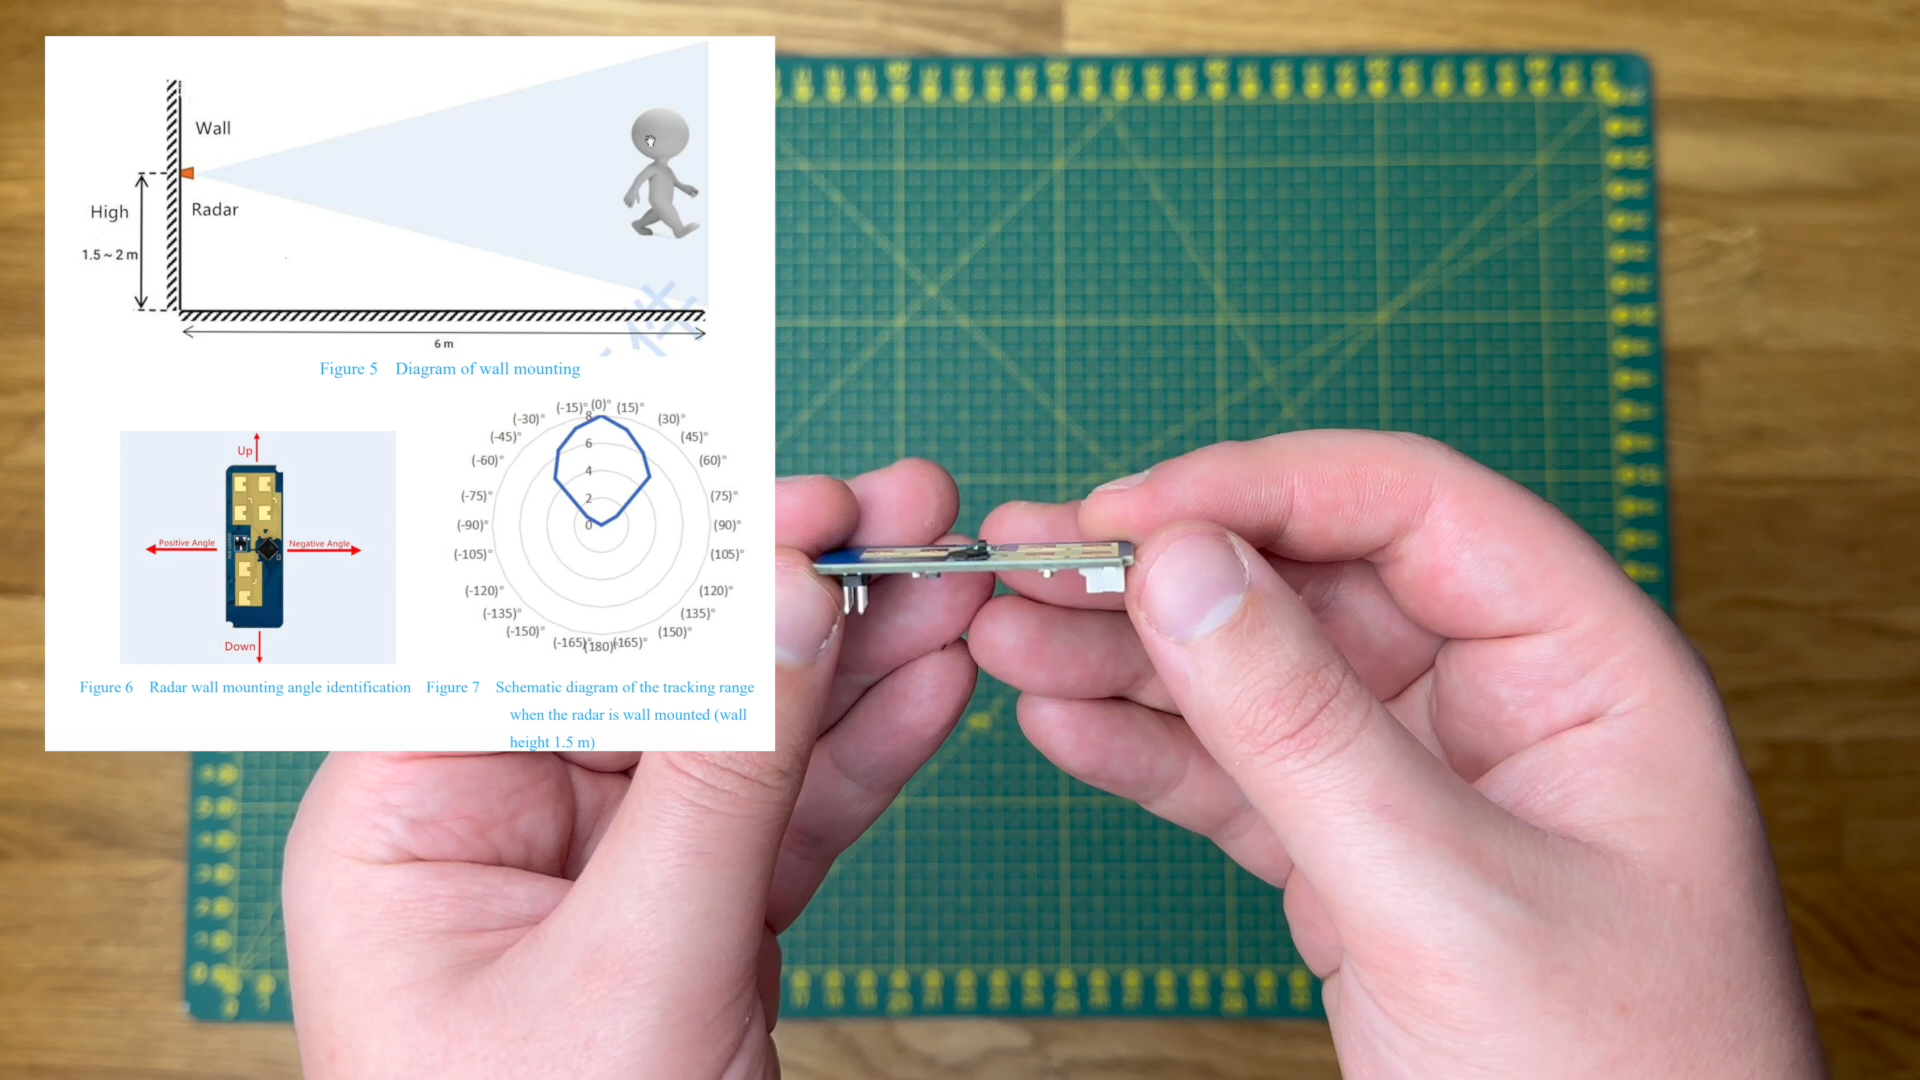 Wall
High
Radar
1.5 ~ 2 m
6 m
件
Figure 5 Diagram of wall mounting
Up
Positive Angle
Negative Angle
Down
Figure 6 Radar wall mounting angle identification
(0)°
(-15)°
(15)°
(-30)°
(30)°
(-45)°
(45)°
(-60)°
(60)°
(-75)°
(75)°
(-90)°
(90)°
(-105)°
(105)°
(-120)°
(120)°
(-135)°
(135)°
(-150)°
(150)°
(-165)°
(180)°
(165)°
8
6
4
2
0
Figure 7 Schematic diagram of the tracking range
when the radar is wall mounted (wall
height 1.5 m)